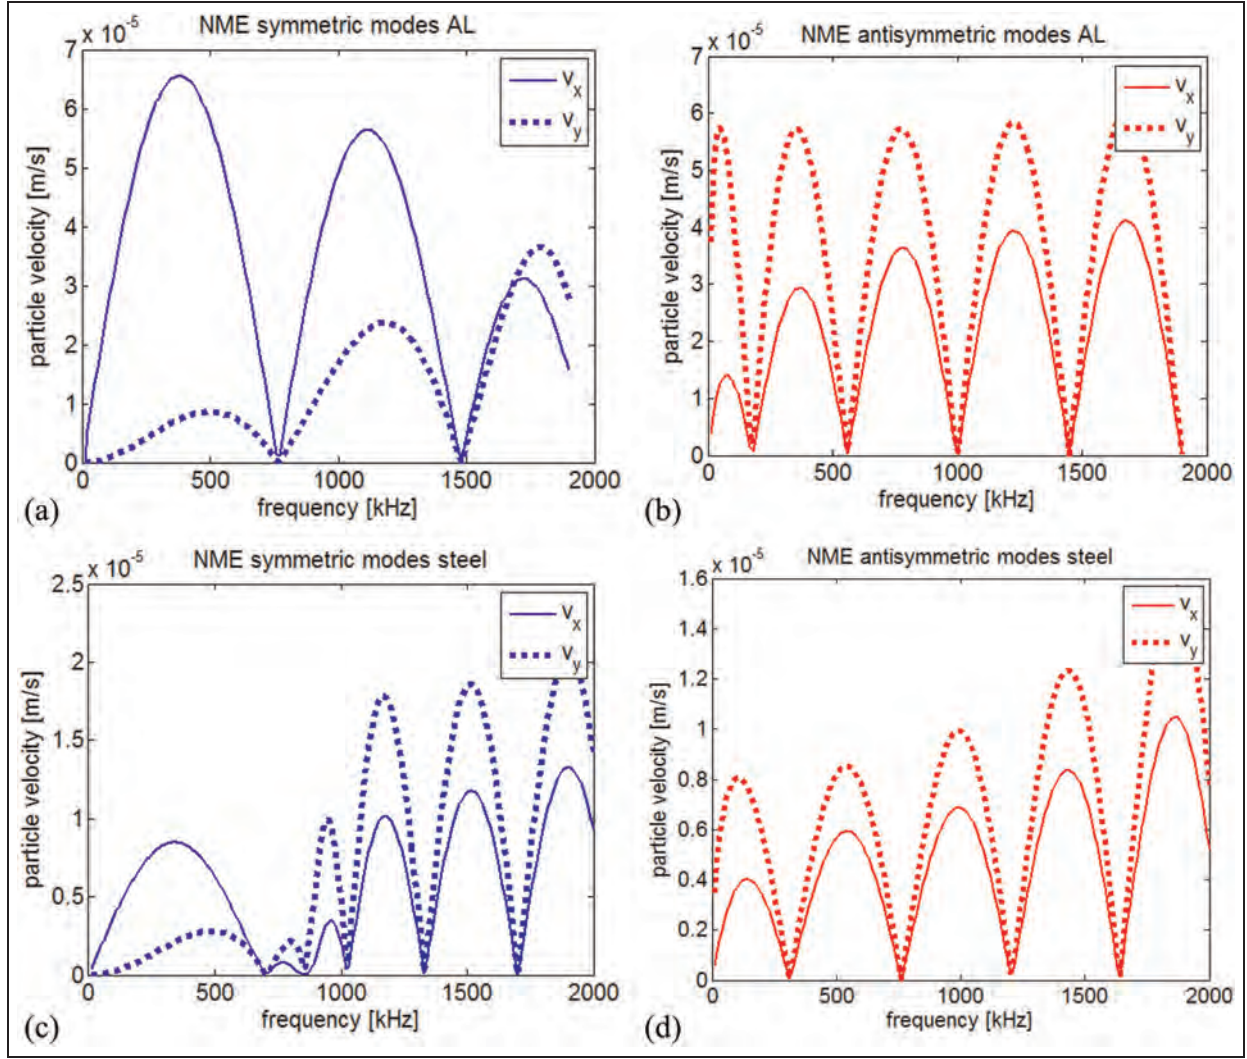 NME symmetric modes AL
x 10⁻⁵
7
6
5
4
3
2
1
0
particle velocity [m/s]
vₓ
v_y
0 500 1000 1500 2000
frequency [kHz]
(a)
NME antisymmetric modes AL
x 10⁻⁵
7
6
5
4
3
2
1
0
particle velocity [m/s]
vₓ
v_y
0 500 1000 1500 2000
frequency [kHz]
(b)
NME symmetric modes steel
x 10⁻⁵
2.5
2
1.5
1
0.5
0
particle velocity [m/s]
vₓ
v_y
0 500 1000 1500 2000
frequency [kHz]
(c)
NME antisymmetric modes steel
x 10⁻⁵
1.6
1.4
1.2
1
0.8
0.6
0.4
0.2
0
particle velocity [m/s]
vₓ
v_y
0 500 1000 1500 2000
frequency [kHz]
(d)